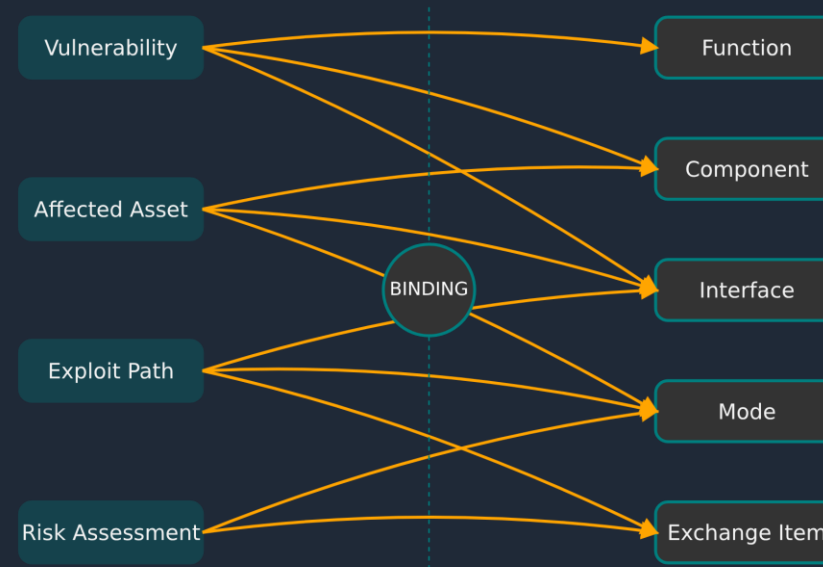 Vulnerability
Function
Component
Affected Asset
Interface
BINDING
Exploit Path
Mode
Risk Assessment
Exchange Item